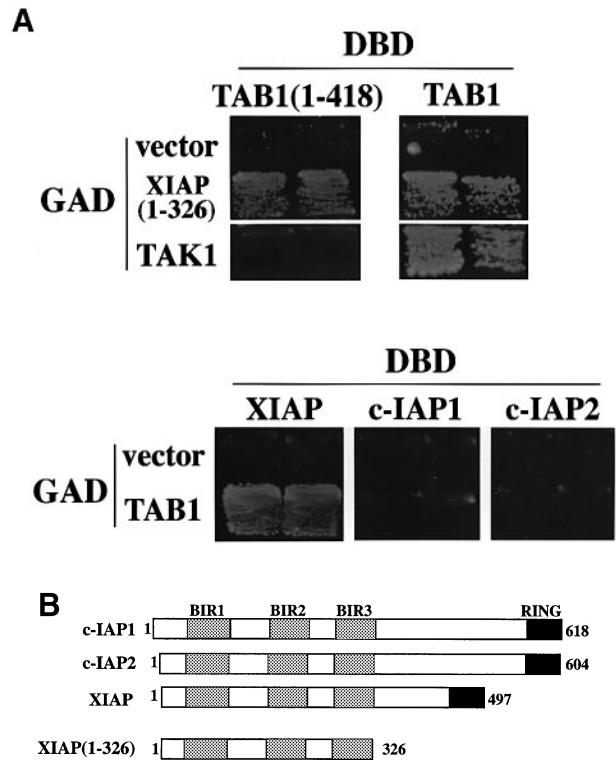 A
DBD
TAB1(1-418) TAB1
vector
GAD
XIAP
(1-326)
TAK1
DBD
XIAP c-IAP1 c-IAP2
vector
GAD
TAB1
B
BIR1 BIR2 BIR3 RING
c-IAP1 1 618
c-IAP2 1 604
XIAP 1 497
XIAP(1-326) 1 326